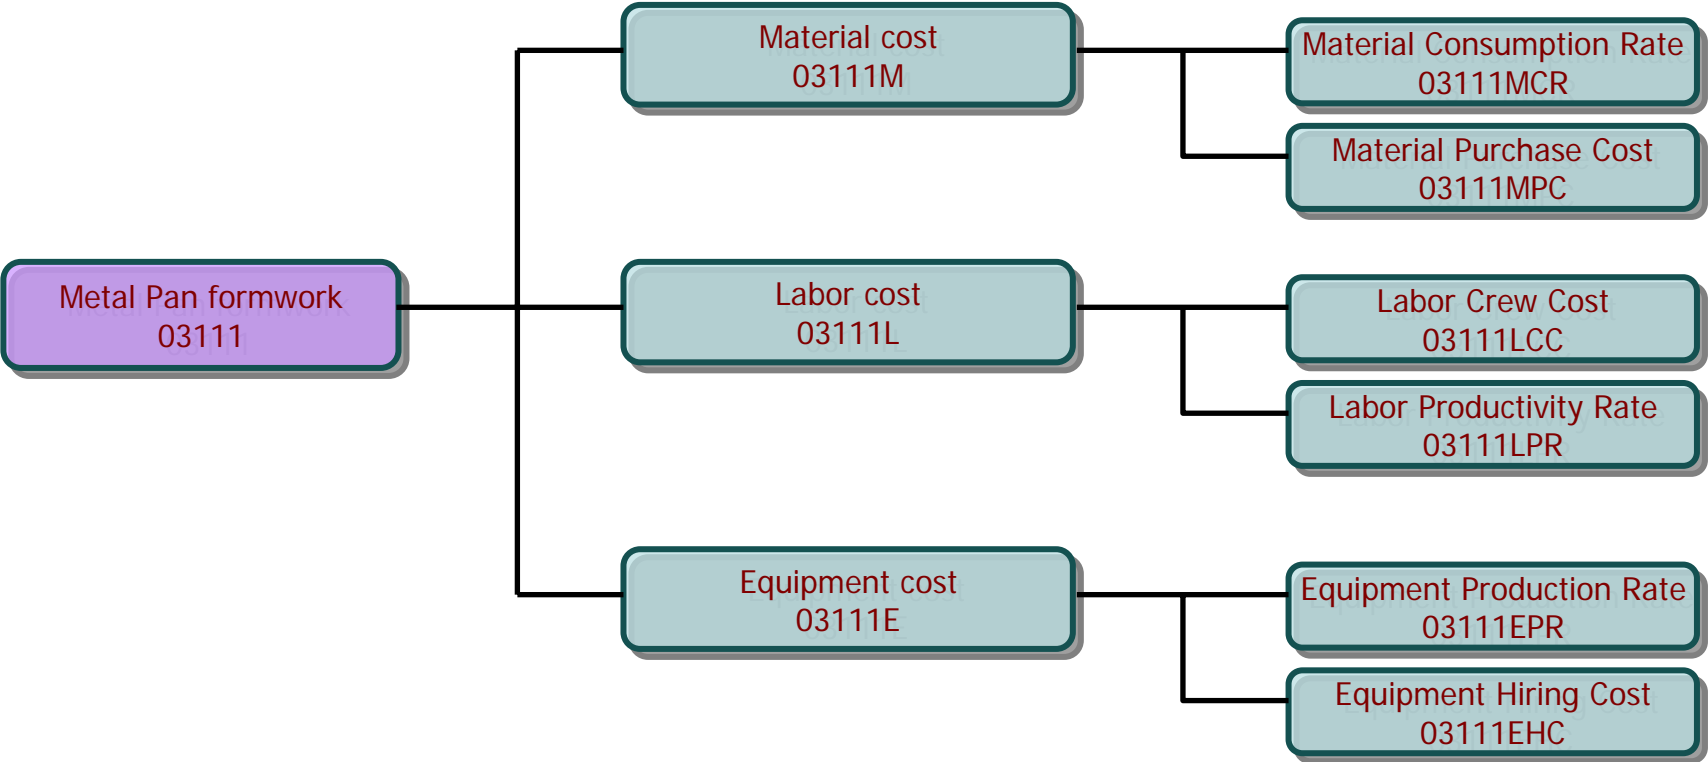 Metal Pan formwork
03111
Material cost
03111M
Material Consumption Rate
03111MCR
Material Purchase Cost
03111MPC
Labor cost
03111L
Labor Crew Cost
03111LCC
Labor Productivity Rate
03111LPR
Equipment cost
03111E
Equipment Production Rate
03111EPR
Equipment Hiring Cost
03111EHC